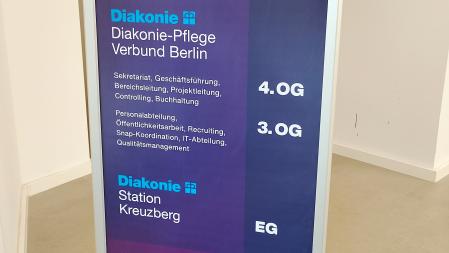 Diakonie
Diakonie-Pflege
Verbund Berlin
Sekretariat, Geschäftsführung,
Bereichsleitung, Projektleitung,
Controlling, Buchhaltung
4. OG
Personalabteilung,
Öffentlichkeitsarbeit, Recruiting,
Snap-Koordination, IT-Abteilung,
Qualitätsmanagement
3. OG
Diakonie
Station
Kreuzberg
EG